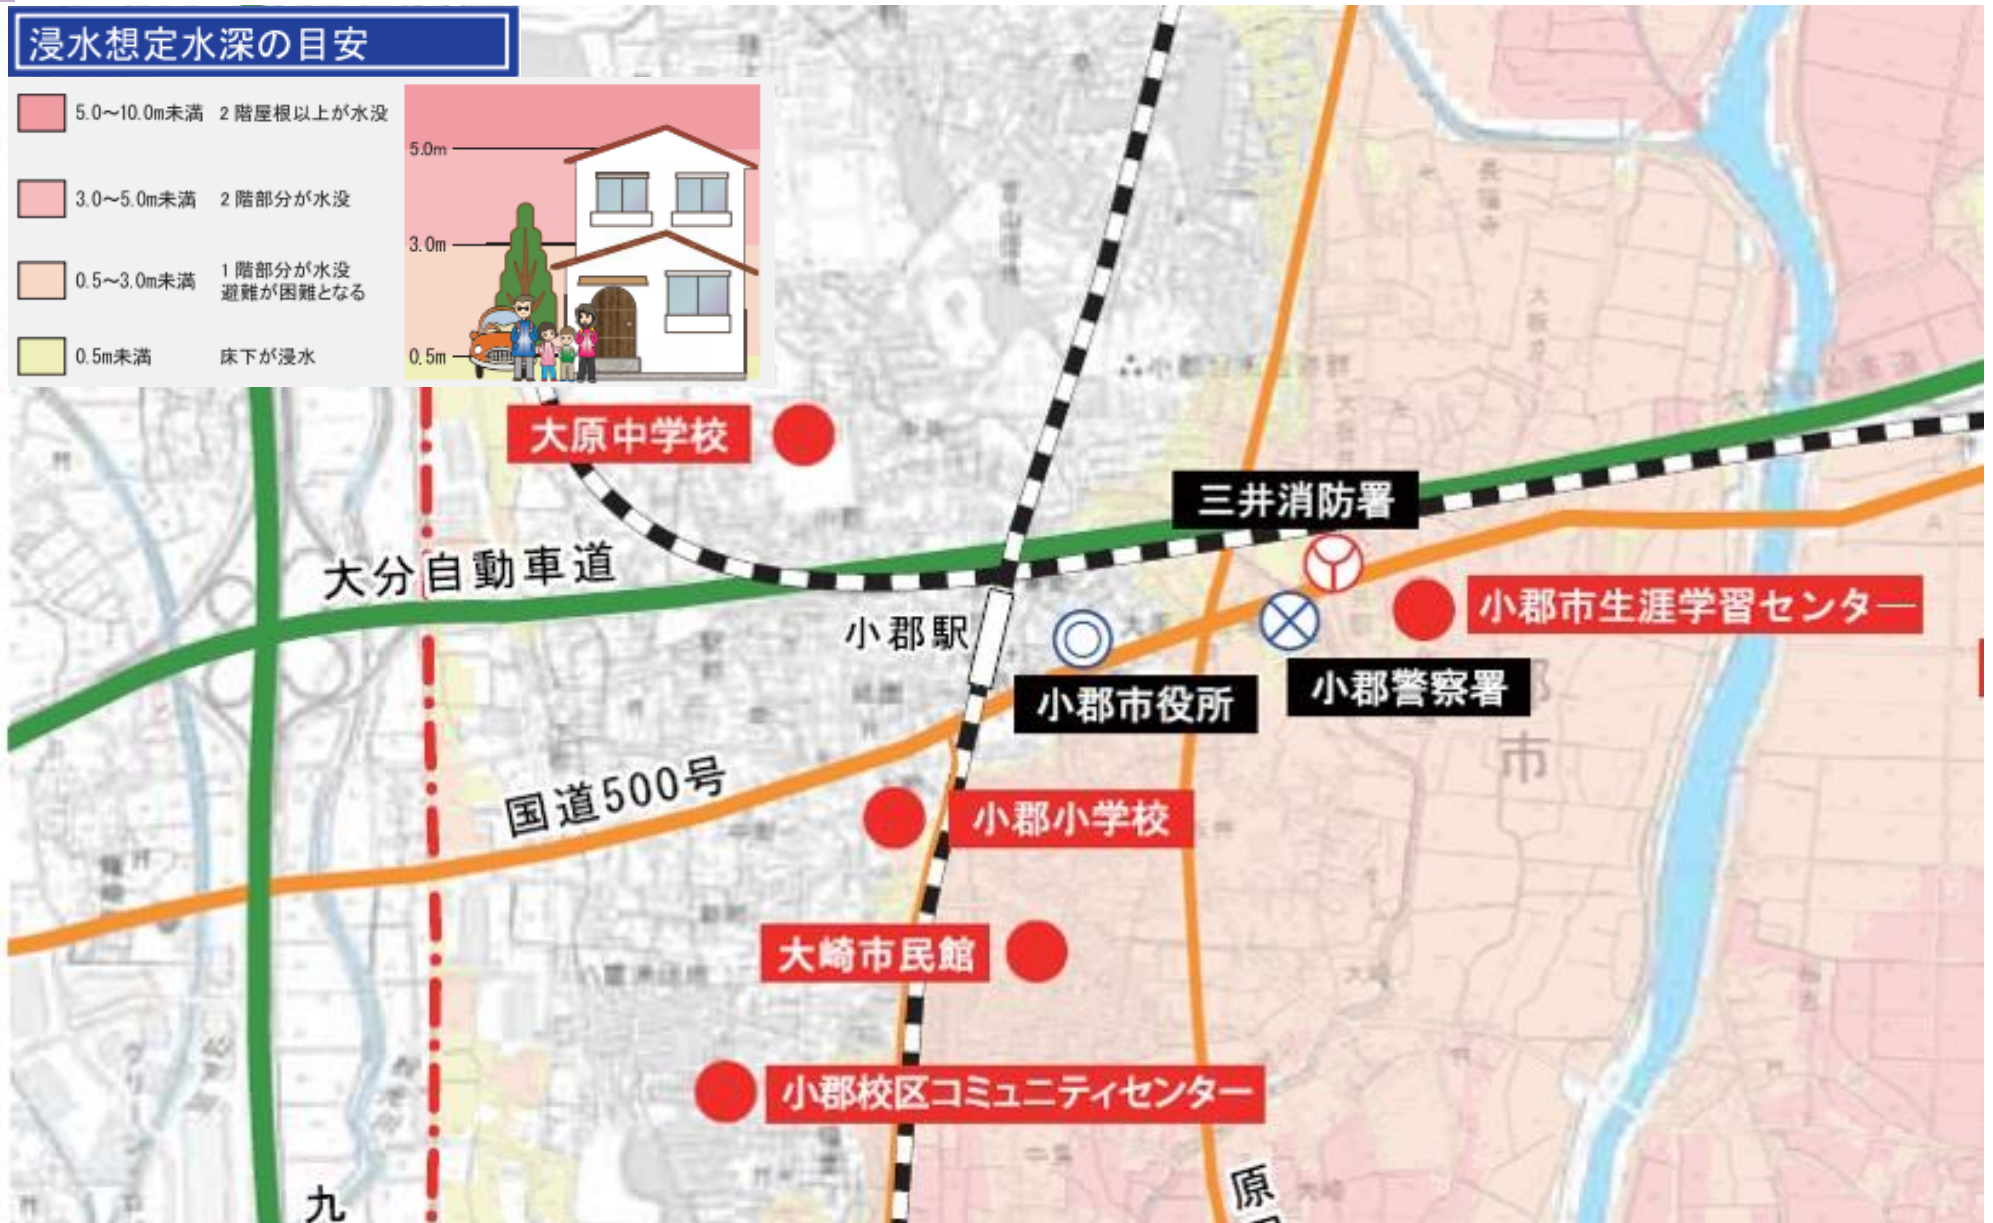 浸水想定水深の目安
5.0～10.0m未満 2階屋根以上が水没
3.0～5.0m未満 2階部分が水没
0.5～3.0m未満 1階部分が水没
避難が困難となる
0.5m未満 床下が浸水
5.0m
3.0m
0.5m
長福寺
大原中学校
三井消防署
大分自動車道
小郡市生涯学習センター
小郡駅
小郡市役所
小郡警察署
市
国道500号
小郡小学校
大崎市民館
大崎
小郡校区コミュニティセンター
九
原
大崎